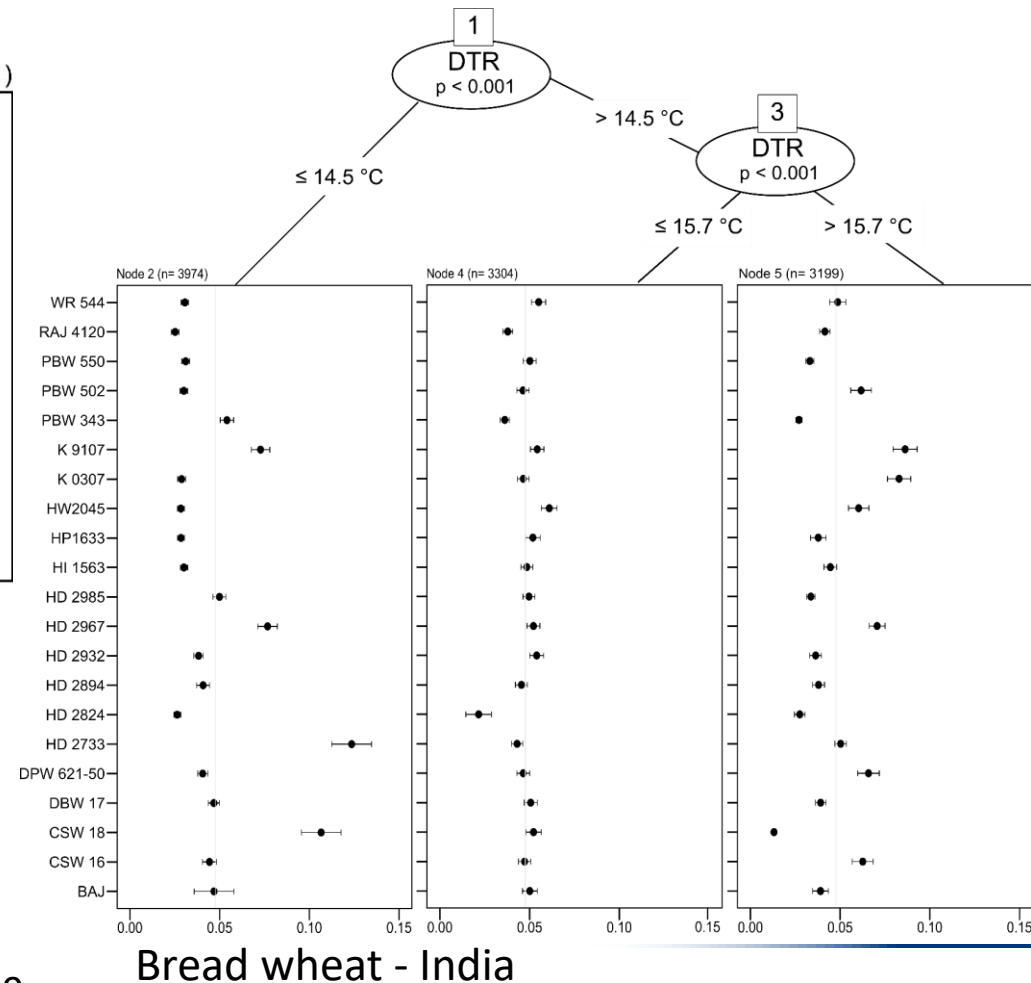 1
DTR
p < 0.001
)
> 14.5 °C
3
DTR
p < 0.001
≤ 14.5 °C
≤ 15.7 °C
> 15.7 °C
Node 2 (n= 3974)
Node 4 (n= 3304)
Node 5 (n= 3199)
WR 544
RAJ 4120
PBW 550
PBW 502
PBW 343
K 9107
K 0307
HW2045
HP1633
HI 1563
HD 2985
HD 2967
HD 2932
HD 2894
HD 2824
HD 2733
DPW 621-50
DBW 17
CSW 18
CSW 16
BAJ
0.00 0.05 0.10 0.15 0.00 0.05 0.10 0.15 0.00 0.05 0.10 0.15
Bread wheat - India